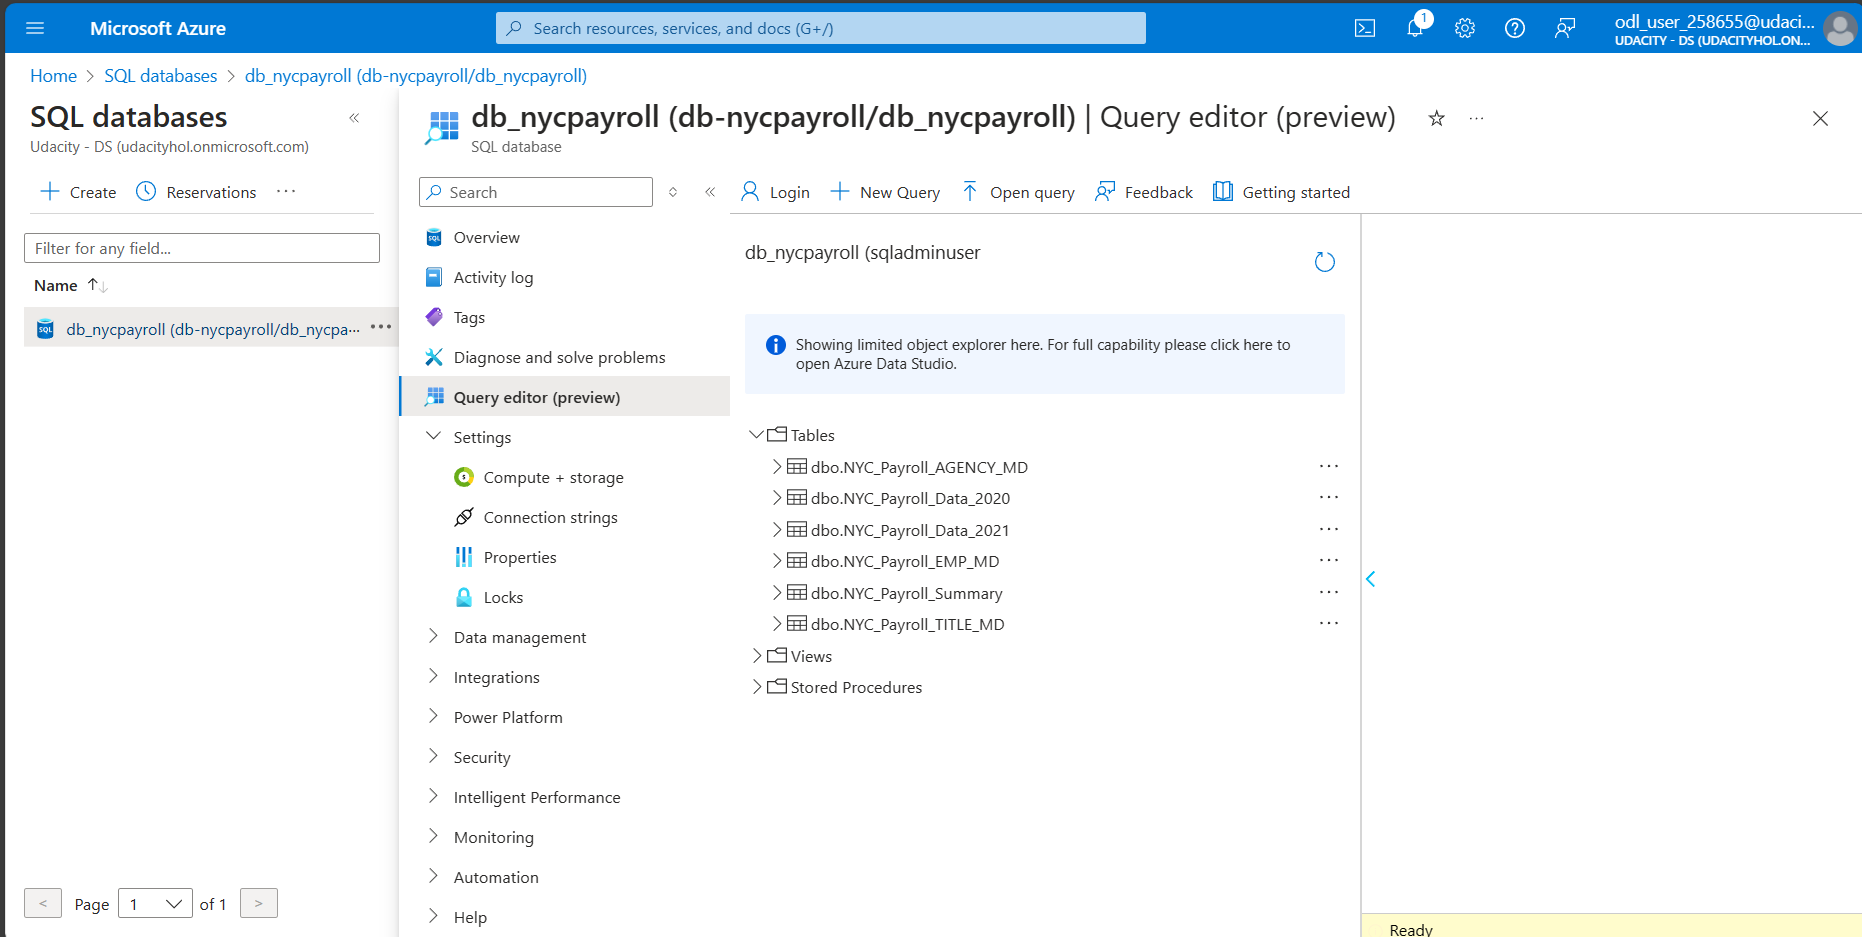 Microsoft Azure
Search resources, services, and docs (G+/)
1
odl_user_258655@udaci...
UDACITY - DS (UDACITYHOL.ON...
Home > SQL databases > db_nycpayroll (db-nycpayroll/db_nycpayroll)
SQL databases
Udacity - DS (udacityhol.onmicrosoft.com)
Create
Reservations
Filter for any field...
Name
db_nycpayroll (db-nycpayroll/db_nycpa...
< Page 1 of 1 >
db_nycpayroll (db-nycpayroll/db_nycpayroll) | Query editor (preview)
SQL database
Search
Overview
Activity log
Tags
Diagnose and solve problems
Query editor (preview)
Settings
Compute + storage
Connection strings
Properties
Locks
Data management
Integrations
Power Platform
Security
Intelligent Performance
Monitoring
Automation
Help
Login
New Query
Open query
Feedback
Getting started
db_nycpayroll (sqladminuser
Showing limited object explorer here. For full capability please click here to
open Azure Data Studio.
Tables
dbo.NYC_Payroll_AGENCY_MD
dbo.NYC_Payroll_Data_2020
dbo.NYC_Payroll_Data_2021
dbo.NYC_Payroll_EMP_MD
dbo.NYC_Payroll_Summary
dbo.NYC_Payroll_TITLE_MD
Views
Stored Procedures
Ready